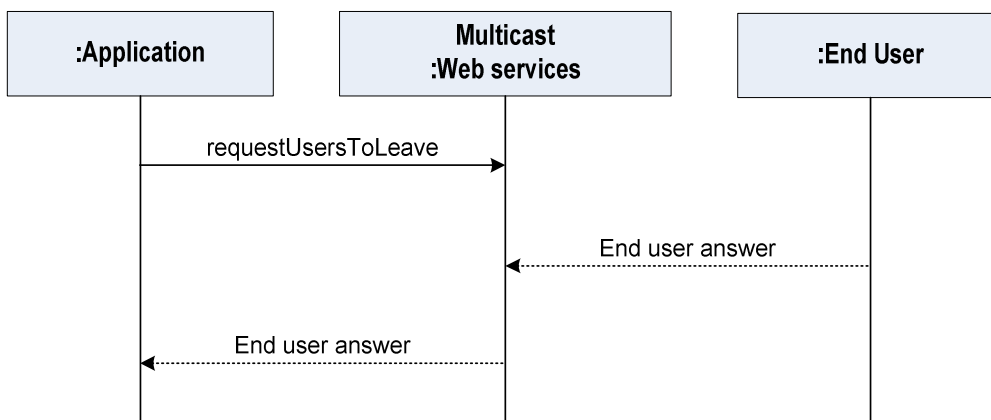 :Application
Multicast
:Web services
:End User
requestUsersToLeave
End user answer
End user answer